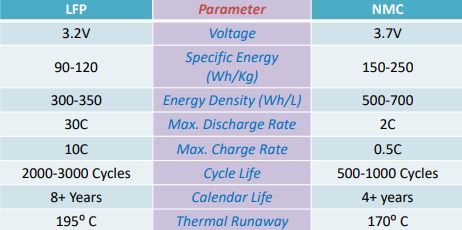 LFP Parameter NMC
3.2V Voltage 3.7V
90-120 Specific Energy 150-250
(Wh/Kg)
300-350 Energy Density (Wh/L) 500-700
30C Max. Discharge Rate 2C
10C Max. Charge Rate 0.5C
2000-3000 Cycles Cycle Life 500-1000 Cycles
8+ Years Calendar Life 4+ years
195⁰ C Thermal Runaway 170⁰ C